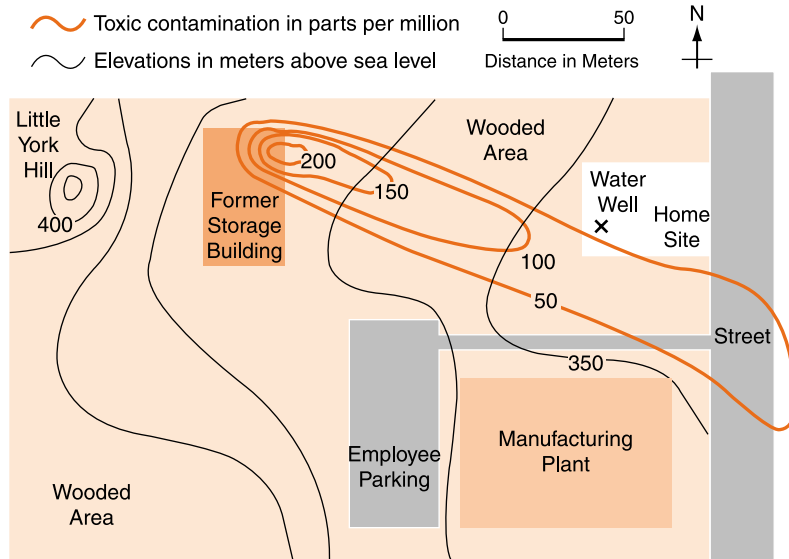 Toxic contamination in parts per million
Elevations in meters above sea level
0 50
Distance in Meters
N
Little
York
Hill
400
Former
Storage
Building
200
150
100
50
350
Wooded
Area
Water
Well
Home
Site
Street
Employee
Parking
Manufacturing
Plant
Wooded
Area